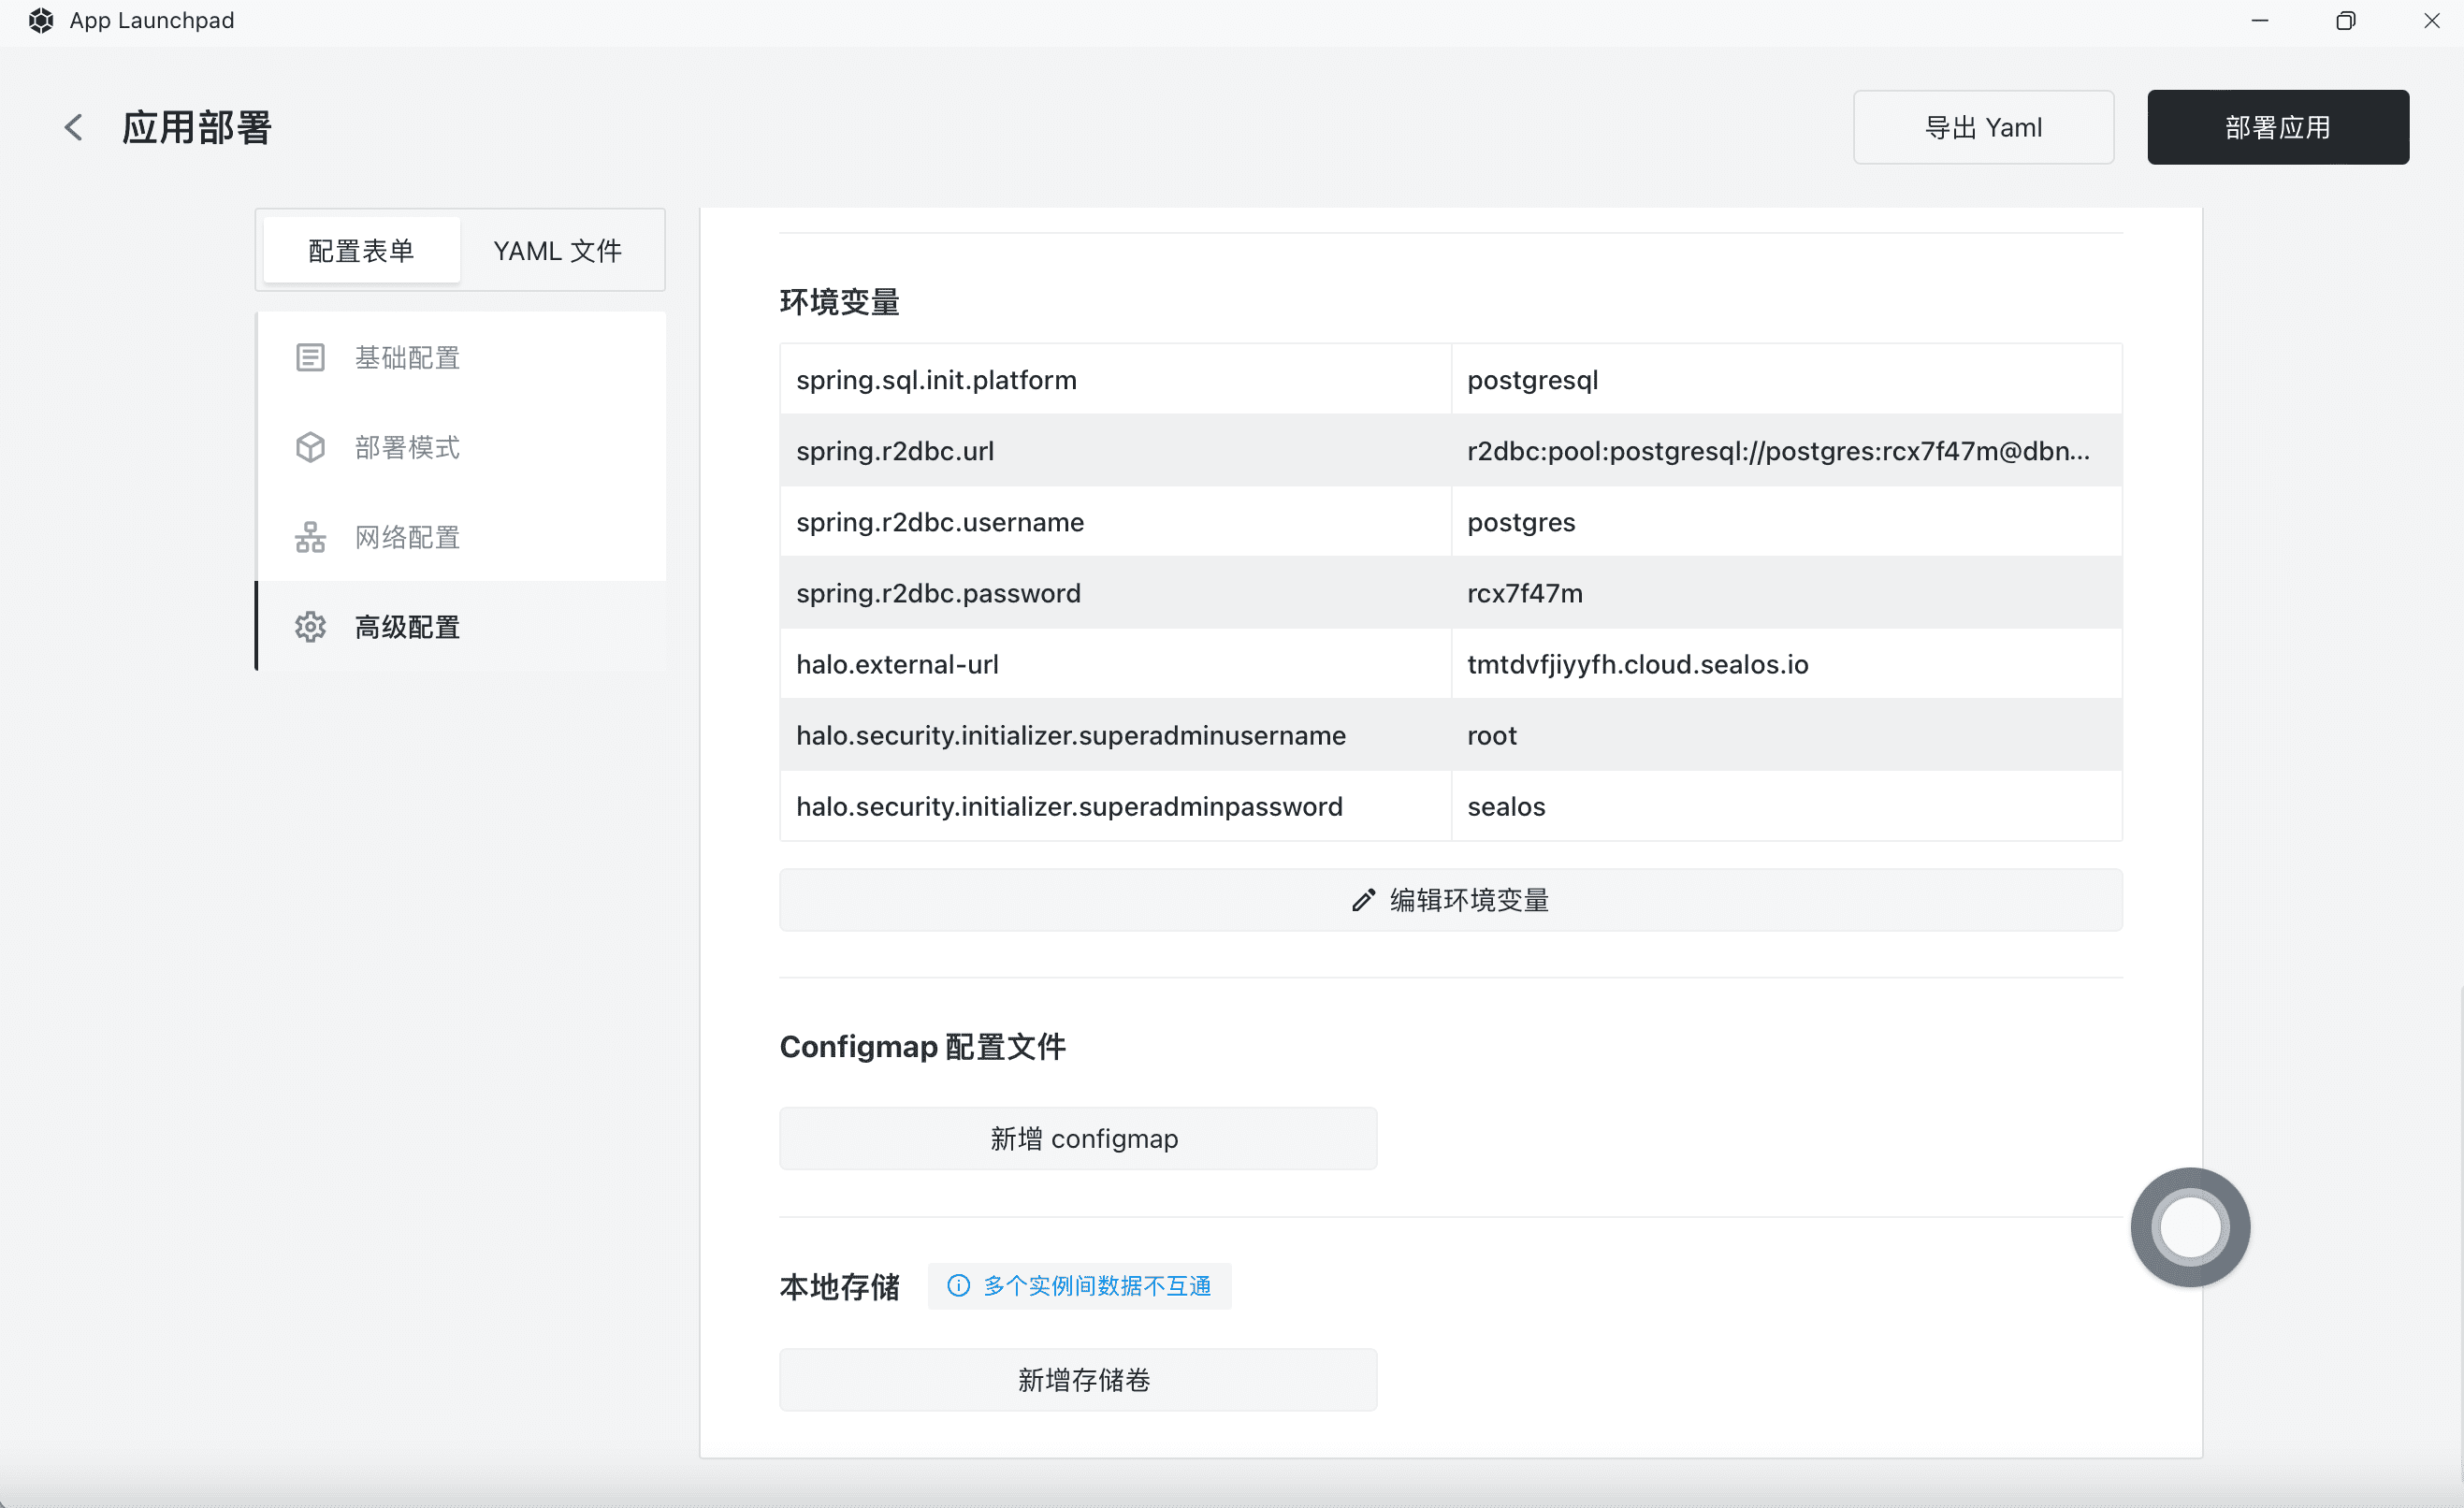 App Launchpad
应用部署
导出 Yaml
部署应用
配置表单
YAML 文件
基础配置
部署模式
网络配置
高级配置
环境变量
spring.sql.init.platform postgresql
spring.r2dbc.url r2dbc:pool:postgresql://postgres:rcx7f47m@dbn...
spring.r2dbc.username postgres
spring.r2dbc.password rcx7f47m
halo.external-url tmtdvfjiyyfh.cloud.sealos.io
halo.security.initializer.superadminusername root
halo.security.initializer.superadminpassword sealos
编辑环境变量
Configmap 配置文件
新增 configmap
本地存储 多个实例间数据不互通
新增存储卷